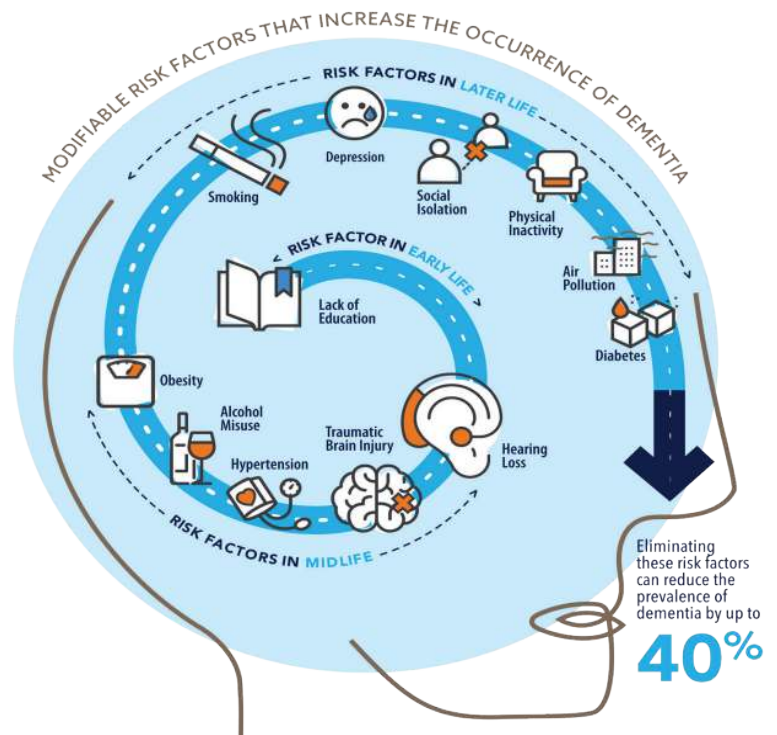 MODIFIABLE RISK FACTORS THAT INCREASE THE OCCURRENCE OF DEMENTIA
RISK FACTORS IN LATER LIFE
Smoking
Depression
Social
Isolation
Physical
Inactivity
Air
Pollution
Diabetes
RISK FACTOR IN EARLY LIFE
Lack of
Education
Obesity
Alcohol
Misuse
Hypertension
Traumatic
Brain Injury
Hearing
Loss
RISK FACTORS IN MIDLIFE
Eliminating
these risk factors
can reduce the
prevalence of
dementia by up to
40%